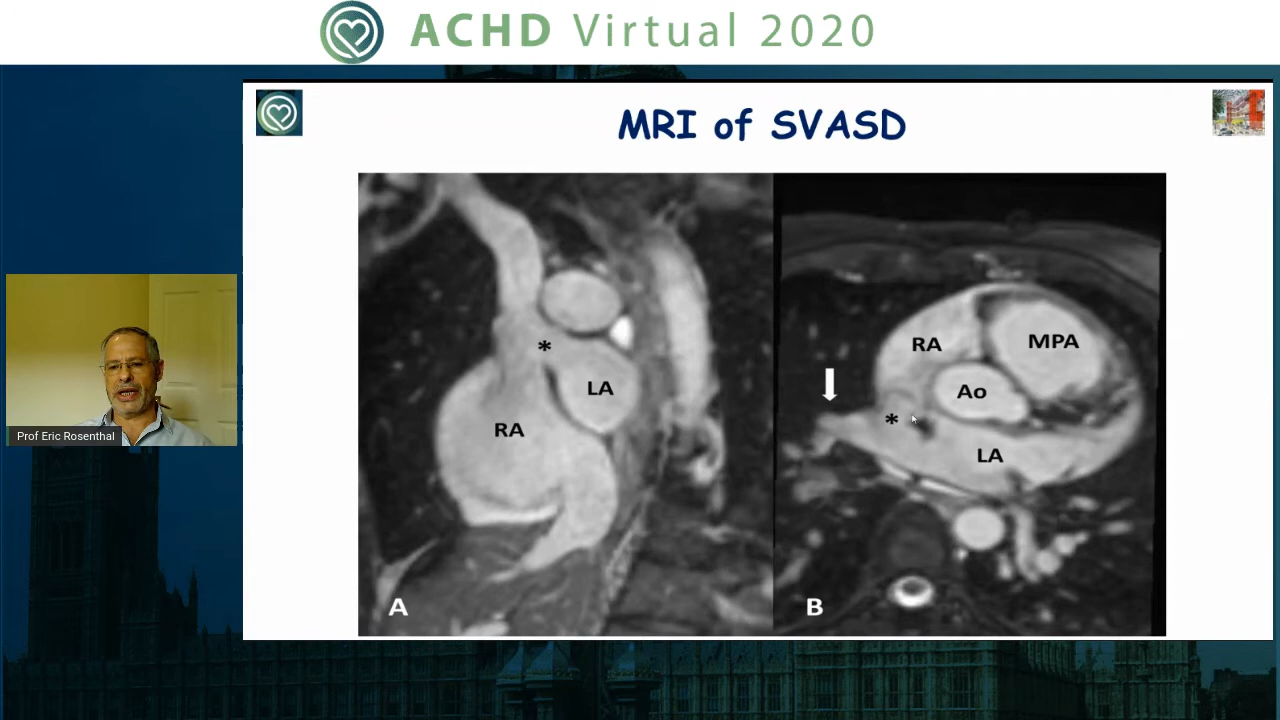 ACHD Virtual 2020
MRI of SVASD
*
LA
RA
A
RA
MPA
Ao
*
LA
B
Prof Eric Rosenthal